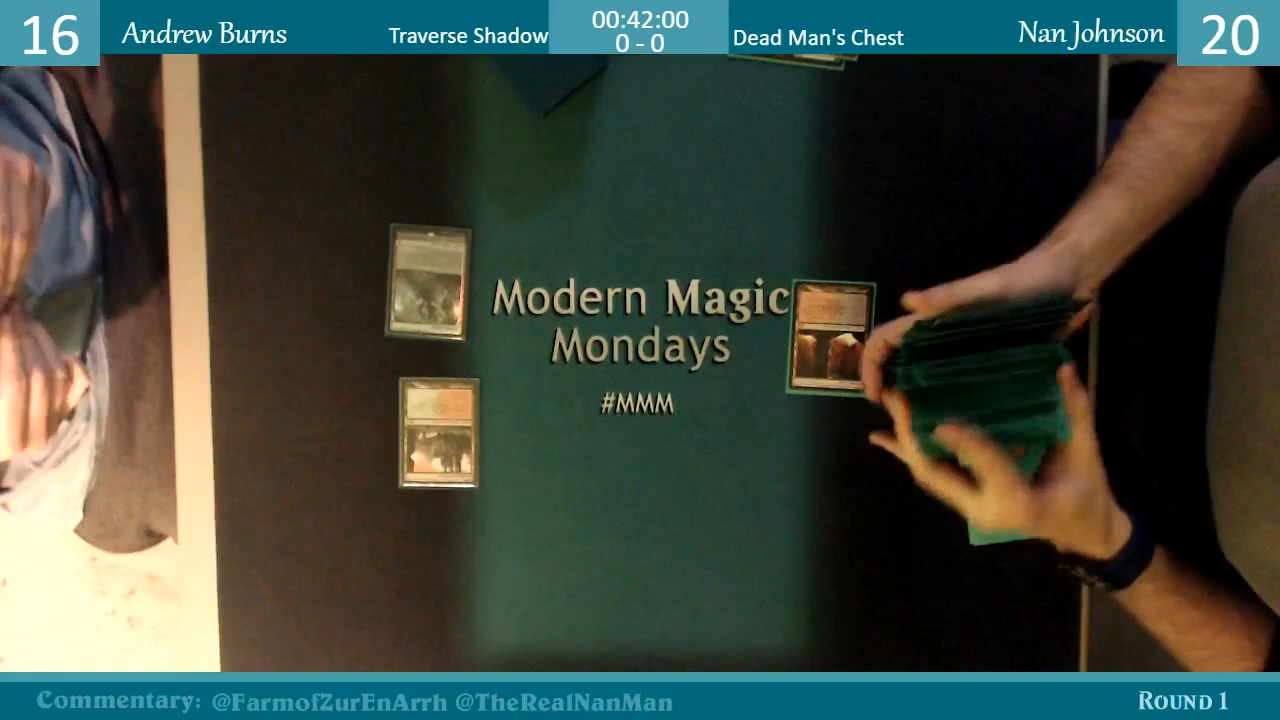 16
Andrew Burns
Traverse Shadow
00:42:00
0 - 0
Dead Man's Chest
Nan Johnson
20
Modern Magic
Mondays
#MMM
Commentary: @FarmofZurEnArrh @TheRealNanMan
Round 1